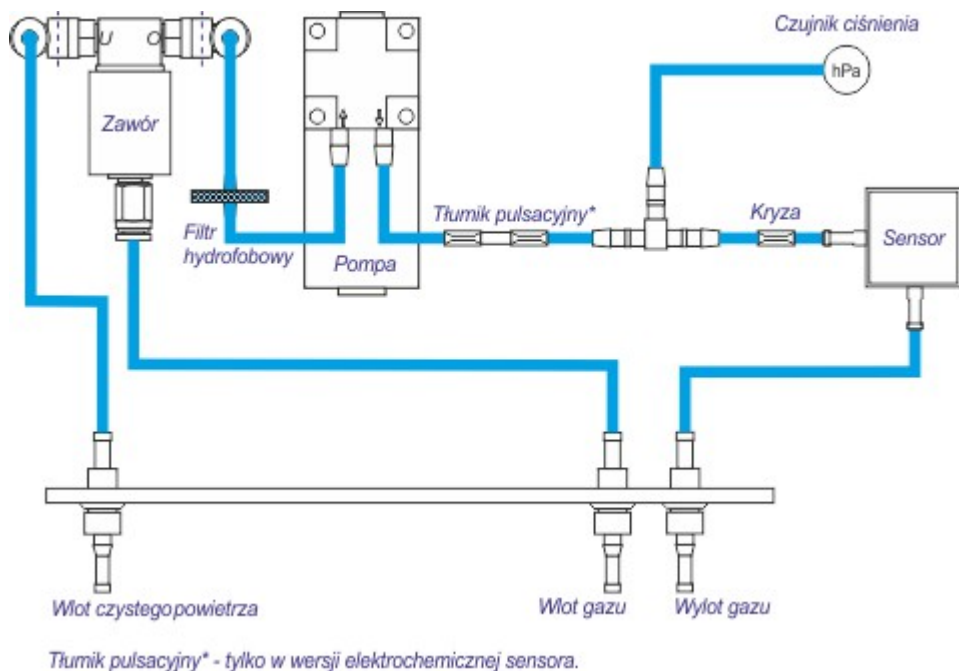 Czujnik ciśnienia
hPa
U O
Zawór
Filtr
hydrofobowy
Pompa
Tłumik pulsacyjny*
Kryza
Sensor
Wlot czystego powietrza
Wlot gazu
Wylot gazu
Tłumik pulsacyjny* - tylko w wersji elektrochemicznej sensora.